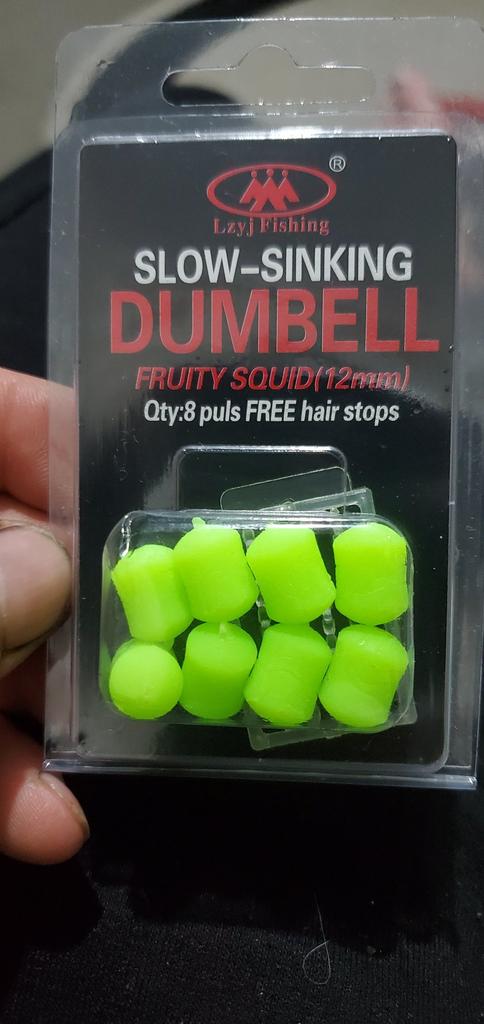 ®
Lzyj Fishing
SLOW-SINKING
DUMBELL
FRUITY SQUID(12mm)
Qty:8 puls FREE hair stops